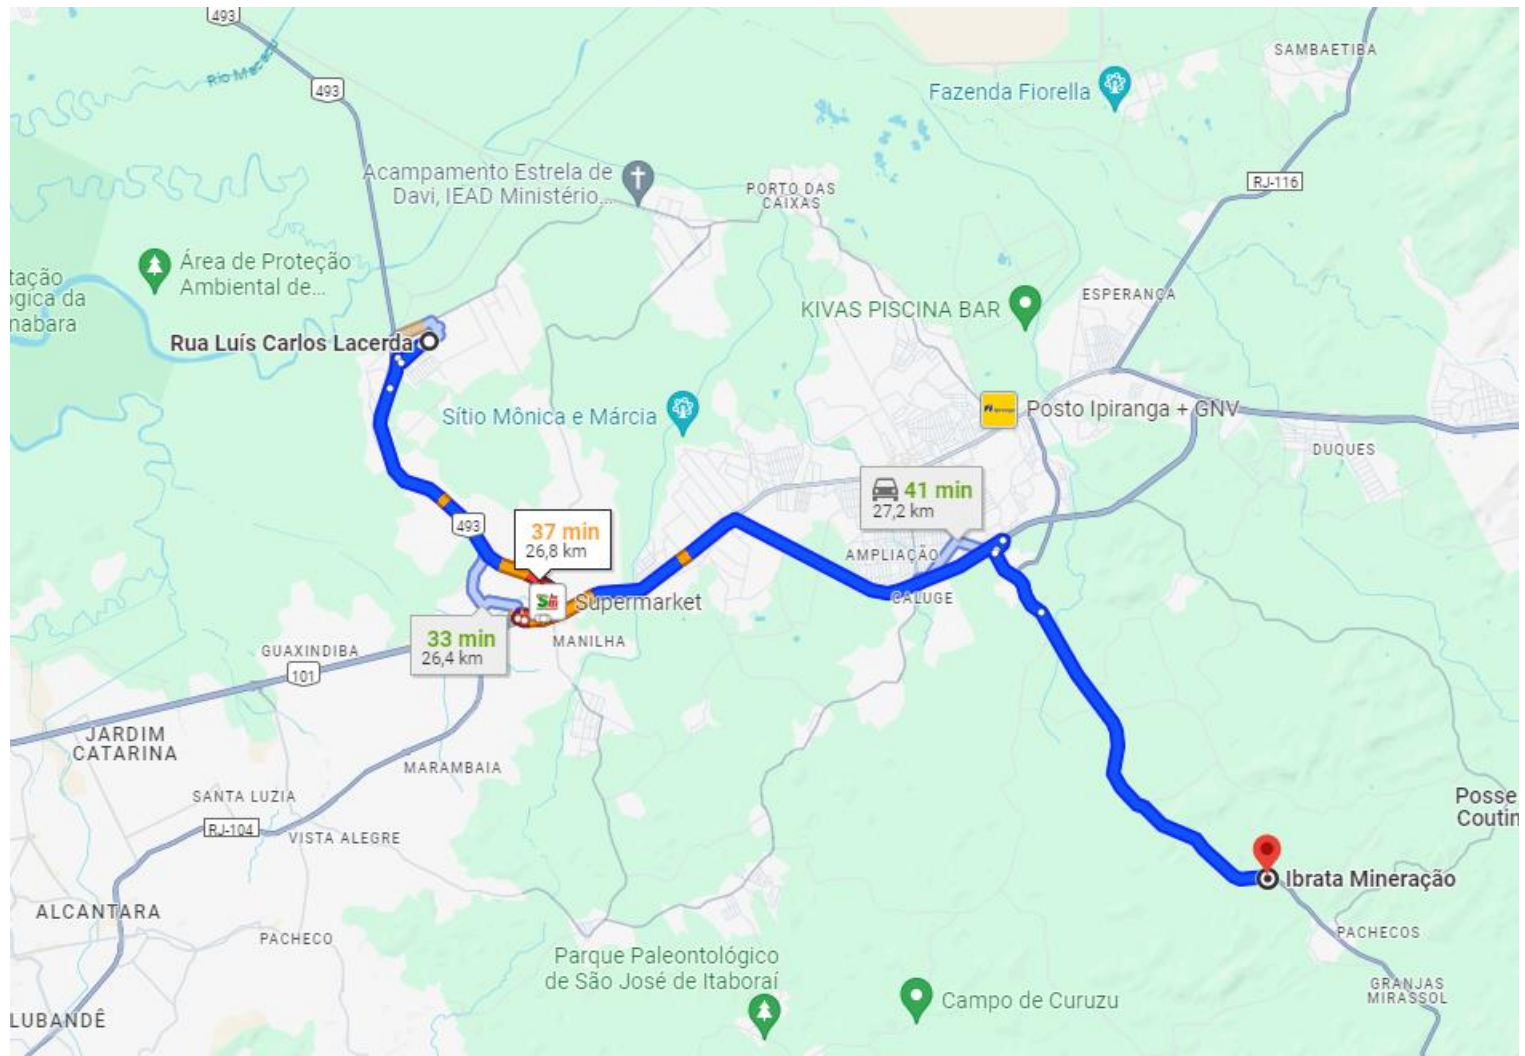 493
SAMBAETIBA
Rio Macacu
493
Fazenda Fiorella
Acampamento Estrela de
Davi, IEAD Ministério...
PORTO DAS
CAIXAS
RJ-116
Área de Proteção
Ambiental de...
tação
ógica da
nabara
ESPERANÇA
KIVAS PISCINA BAR
Rua Luís Carlos Lacerda
Sítio Mônica e Márcia
Posto Ipiranga + GNV
DUQUES
41 min
27,2 km
493
37 min
26,8 km
AMPLIAÇÃO
CALUGE
Supermarket
33 min
26,4 km
MANILHA
GUAXINDIBA
101
JARDIM
CATARINA
MARAMBAIA
SANTA LUZIA
RJ-104
VISTA ALEGRE
Posse
Coutin
Ibrata Mineração
ALCANTARA
PACHECO
PACHECOS
Parque Paleontológico
de São José de Itaboraí
Campo de Curuzu
GRANJAS
MIRASSOL
LUBANDÊ